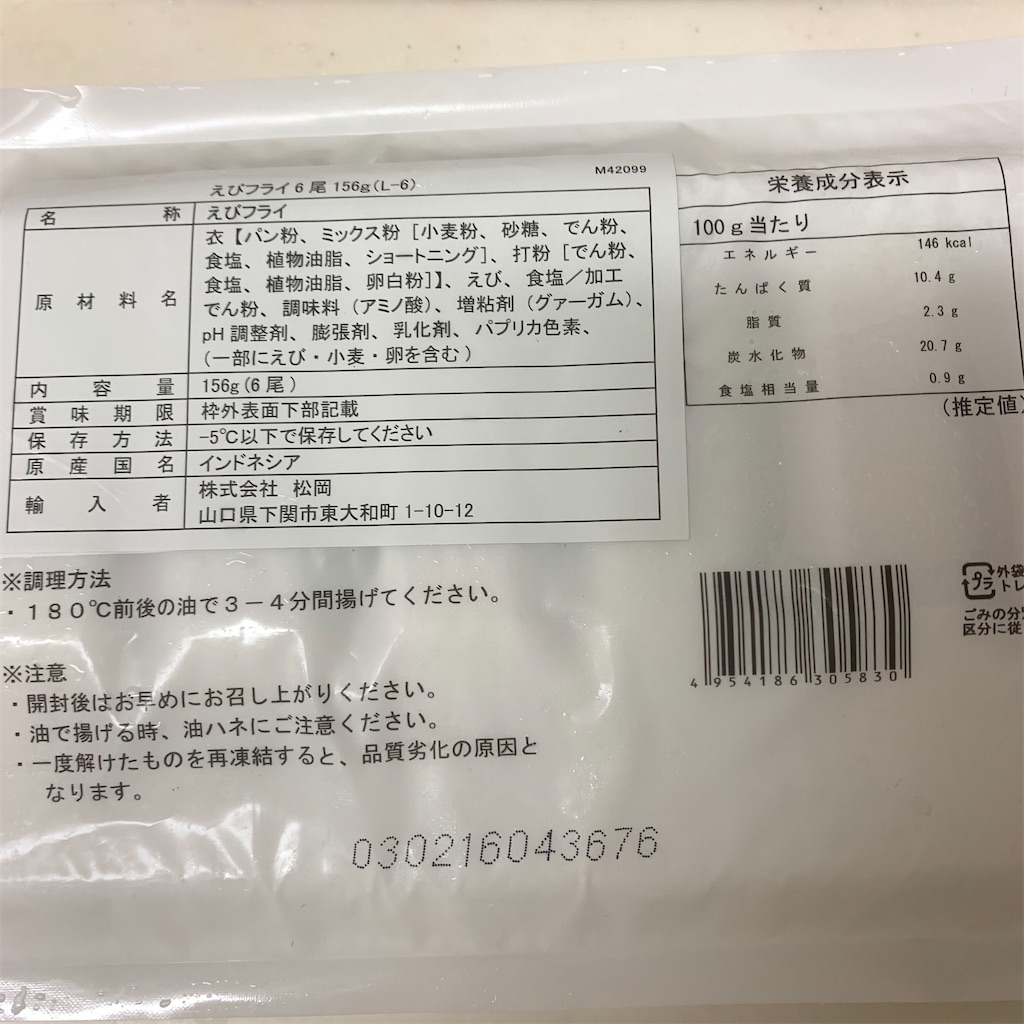 M42099
えびフライ6尾 156g(L-6)
名称 えびフライ
原材料名 衣【パン粉、ミックス粉[小麦粉、砂糖、でん粉、
食塩、植物油脂、ショートニング]、打粉[でん粉、
食塩、植物油脂、卵白粉]】、えび、食塩/加工
でん粉、調味料(アミノ酸)、増粘剤(グァーガム)、
pH調整剤、膨張剤、乳化剤、パプリカ色素、
(一部にえび・小麦・卵を含む)
内容量 156g(6尾)
賞味期限 枠外表面下部記載
保存方法 -5℃以下で保存してください
原産国名 インドネシア
輸入者 株式会社 松岡
山口県下関市東大和町1-10-12
栄養成分表示
100g当たり
エネルギー 146 kcal
たんぱく質 10.4 g
脂質 2.3 g
炭水化物 20.7 g
食塩相当量 0.9 g
(推定値)
※調理方法
・180℃前後の油で3-4分間揚げてください。
※注意
・開封後はお早めにお召し上がりください。
・油で揚げる時、油ハネにご注意ください。
・一度解けたものを再凍結すると、品質劣化の原因と
なります。
4 954186 305830
プラ
外袋
トレ
ごみの分
区分に従
030216043676